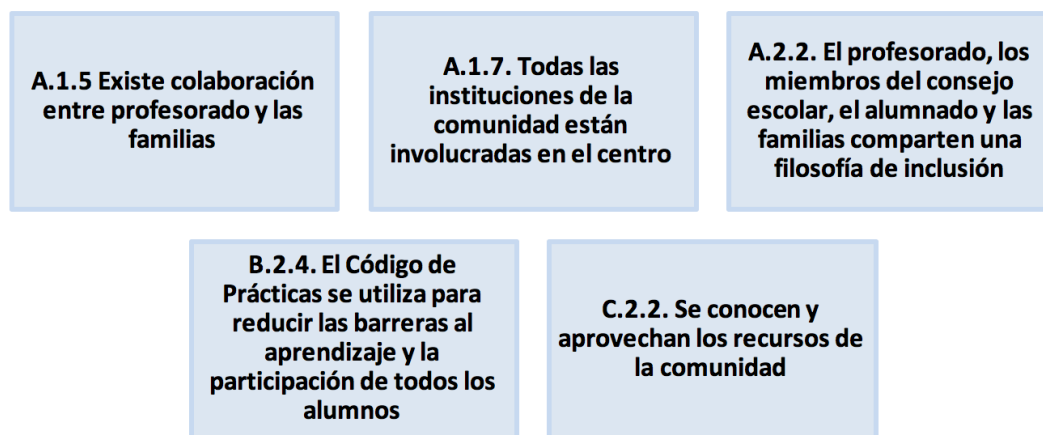 A.1.5 Existe colaboración
entre profesorado y las
familias
A.1.7. Todas las
instituciones de la
comunidad están
involucradas en el centro
A.2.2. El profesorado, los
miembros del consejo
escolar, el alumnado y las
familias comparten una
filosofía de inclusión
B.2.4. El Código de
Prácticas se utiliza para
reducir las barreras al
aprendizaje y la
participación de todos los
alumnos
C.2.2. Se conocen y
aprovechan los recursos de
la comunidad